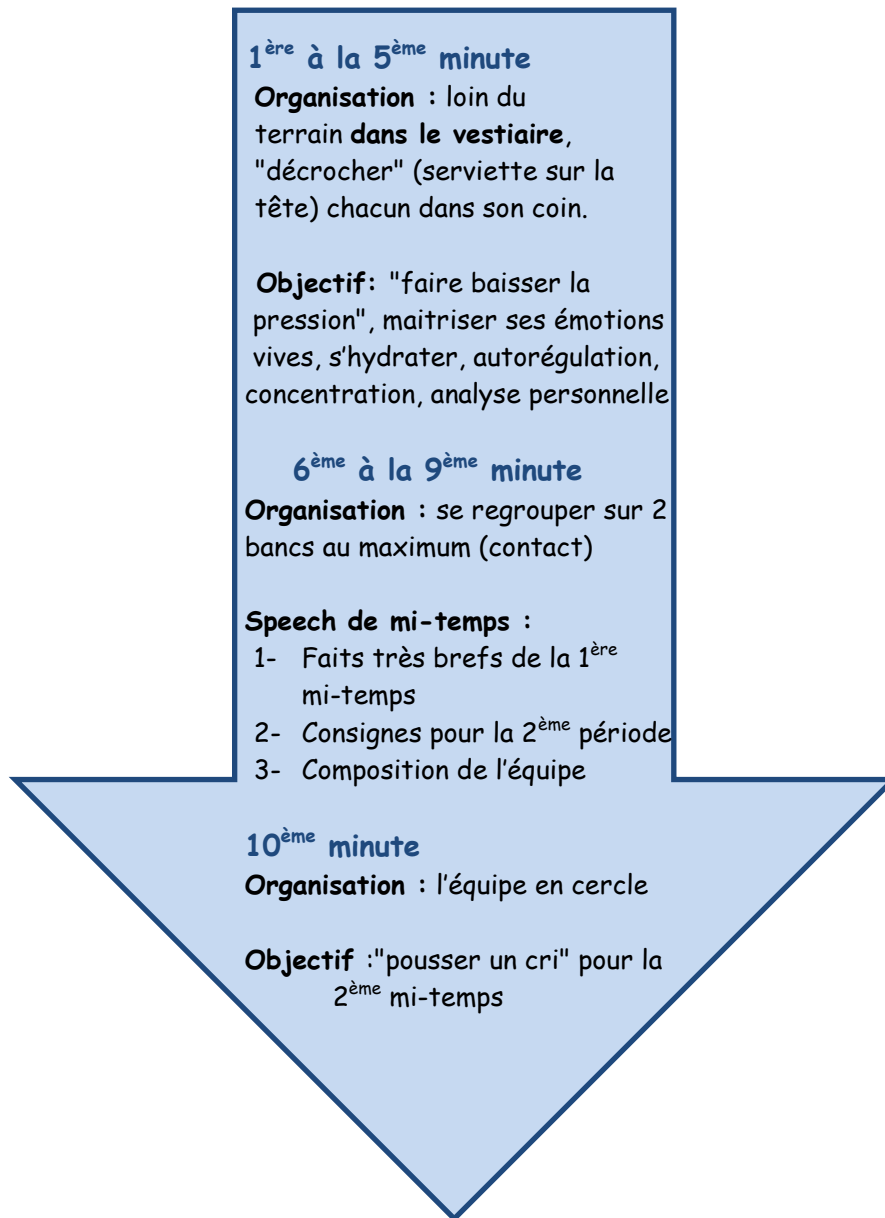 1ère à la 5ème minute
Organisation : loin du
terrain dans le vestiaire,
"décrocher" (serviette sur la
tête) chacun dans son coin.
Objectif: "faire baisser la
pression", maitriser ses émotions
vives, s’hydrater, autorégulation,
concentration, analyse personnelle
6ème à la 9ème minute
Organisation : se regrouper sur 2
bancs au maximum (contact)
Speech de mi-temps :
1- Faits très brefs de la 1ère
mi-temps
2- Consignes pour la 2ème période
3- Composition de l’équipe
10ème minute
Organisation : l’équipe en cercle
Objectif :"pousser un cri" pour la
2ème mi-temps